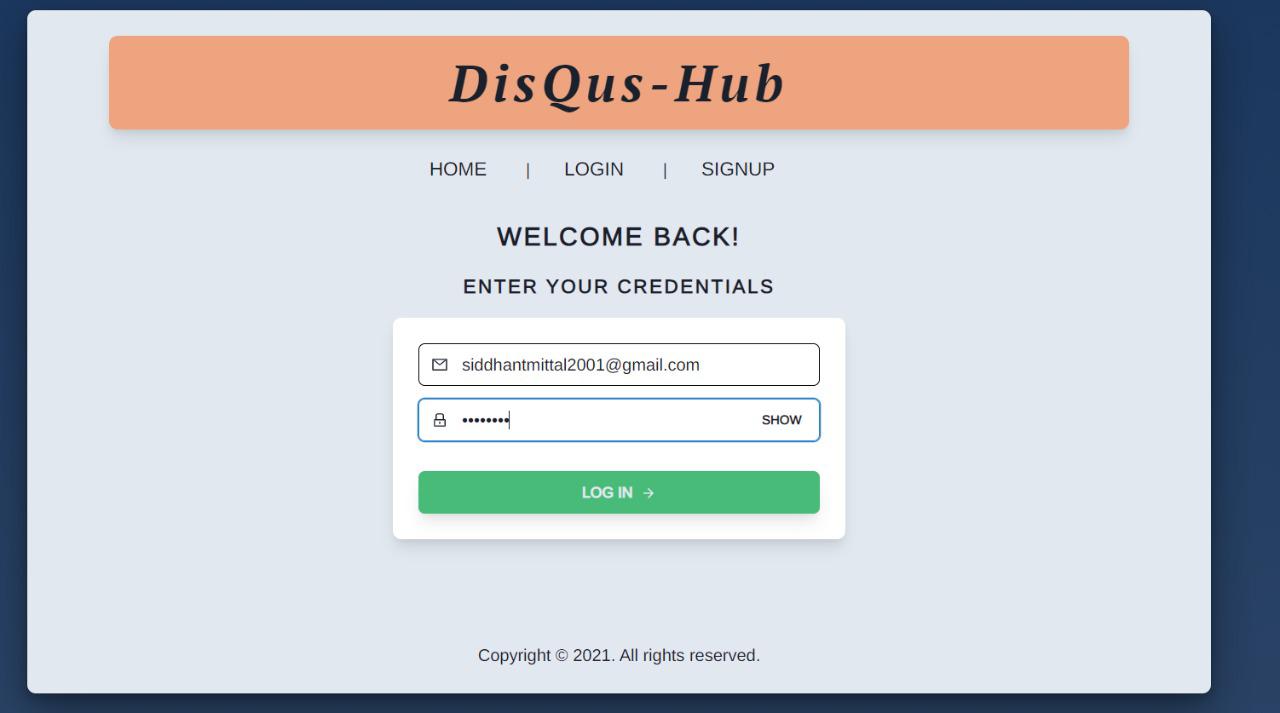 DisQus-Hub
HOME | LOGIN | SIGNUP
WELCOME BACK!
ENTER YOUR CREDENTIALS
siddhantmittal2001@gmail.com
•••••••• SHOW
LOG IN →
Copyright © 2021. All rights reserved.